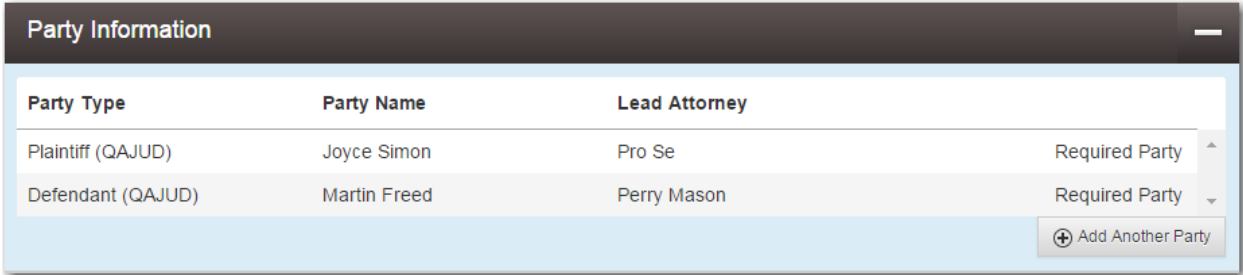 Party Information
Party Type Party Name Lead Attorney
Plaintiff (QAJUD) Joyce Simon Pro Se Required Party
Defendant (QAJUD) Martin Freed Perry Mason Required Party
Add Another Party